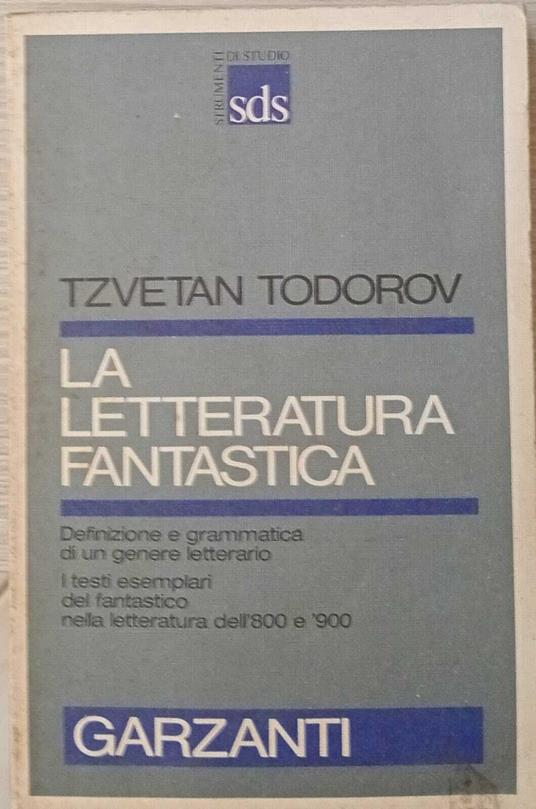 STRUMENTI
DI STUDIO
sds
TZVETAN TODOROV
LA
LETTERATURA
FANTASTICA
Definizione e grammatica
di un genere letterario
I testi esemplari
del fantastico
nella letteratura dell'800 e '900
GARZANTI